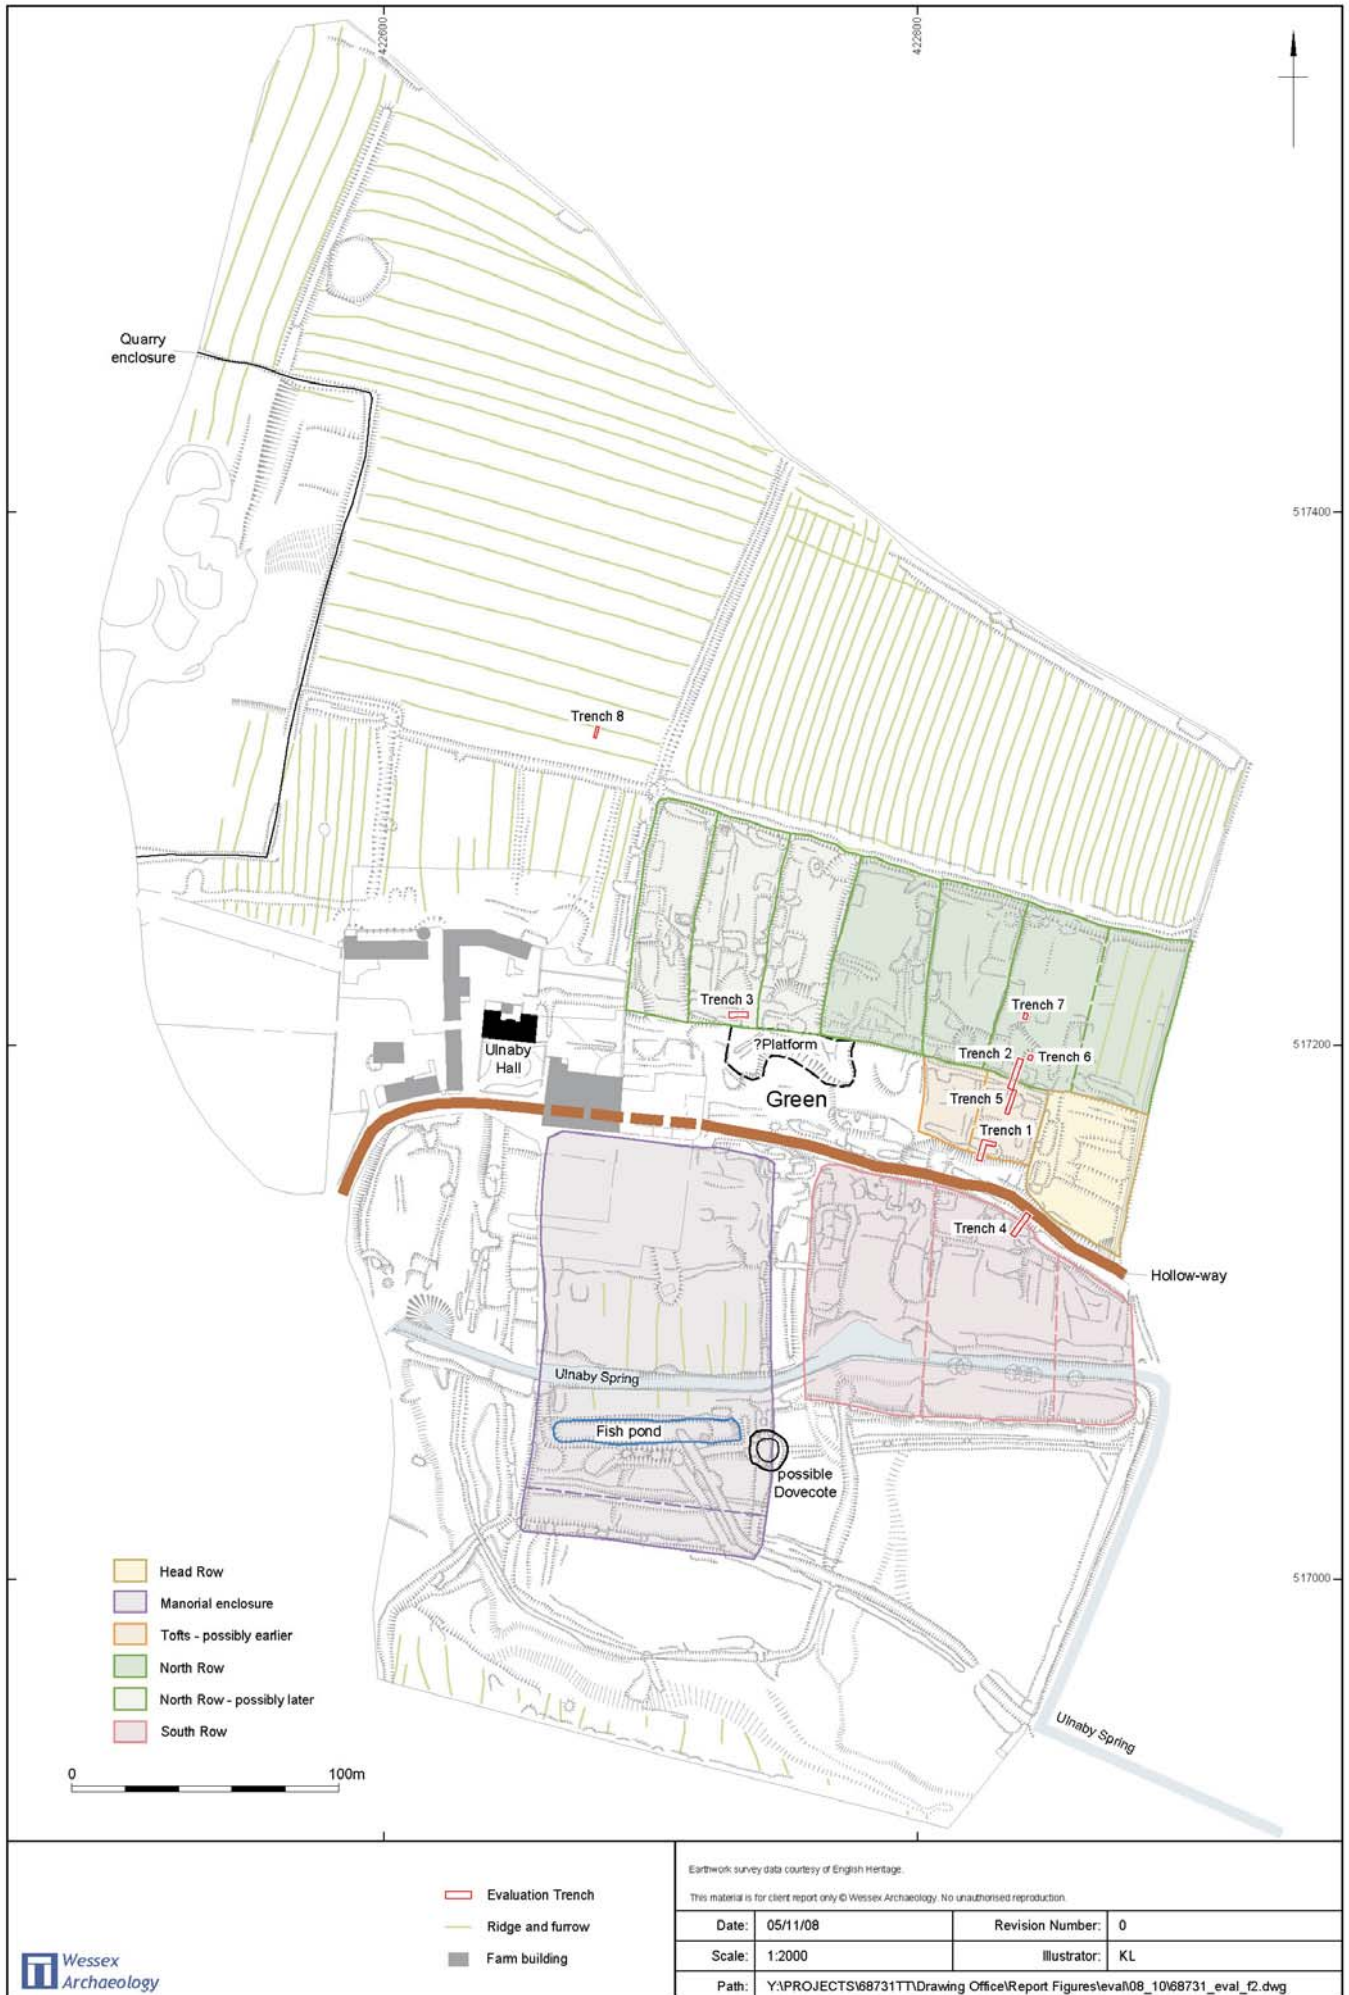 422600
422800
Quarry
enclosure
517400
Trench 8
Trench 3
Trench 7
?Platform
Trench 2
Trench 6
517200
Ulnaby
Hall
Green
Trench 5
Trench 1
Trench 4
Hollow-way
Ulnaby Spring
Fish pond
possible
Dovecote
517000
Head Row
Manorial enclosure
Tofts - possibly earlier
North Row
North Row - possibly later
South Row
Ulnaby Spring
0 100m
Evaluation Trench
Ridge and furrow
Farm building
Wessex
Archaeology
Earthwork survey data courtesy of English Heritage.
This material is for client report only © Wessex Archaeology. No unauthorised reproduction.
Date: 05/11/08 Revision Number: 0
Scale: 1:2000 Illustrator: KL
Path: Y:\PROJECTS\68731TT\Drawing Office\Report Figures\eval\08_10\68731_eval_f2.dwg